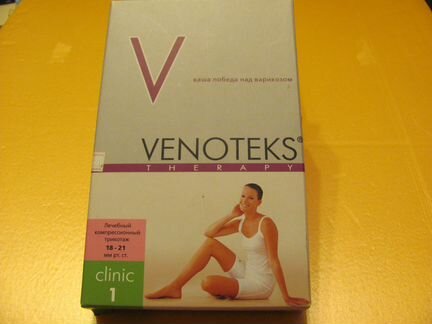 V
ваша победа над варикозом
VENOTEKS®
THERAPY
Лечебный
компрессионный
трикотаж
18 - 21
мм рт. ст.
clinic
1